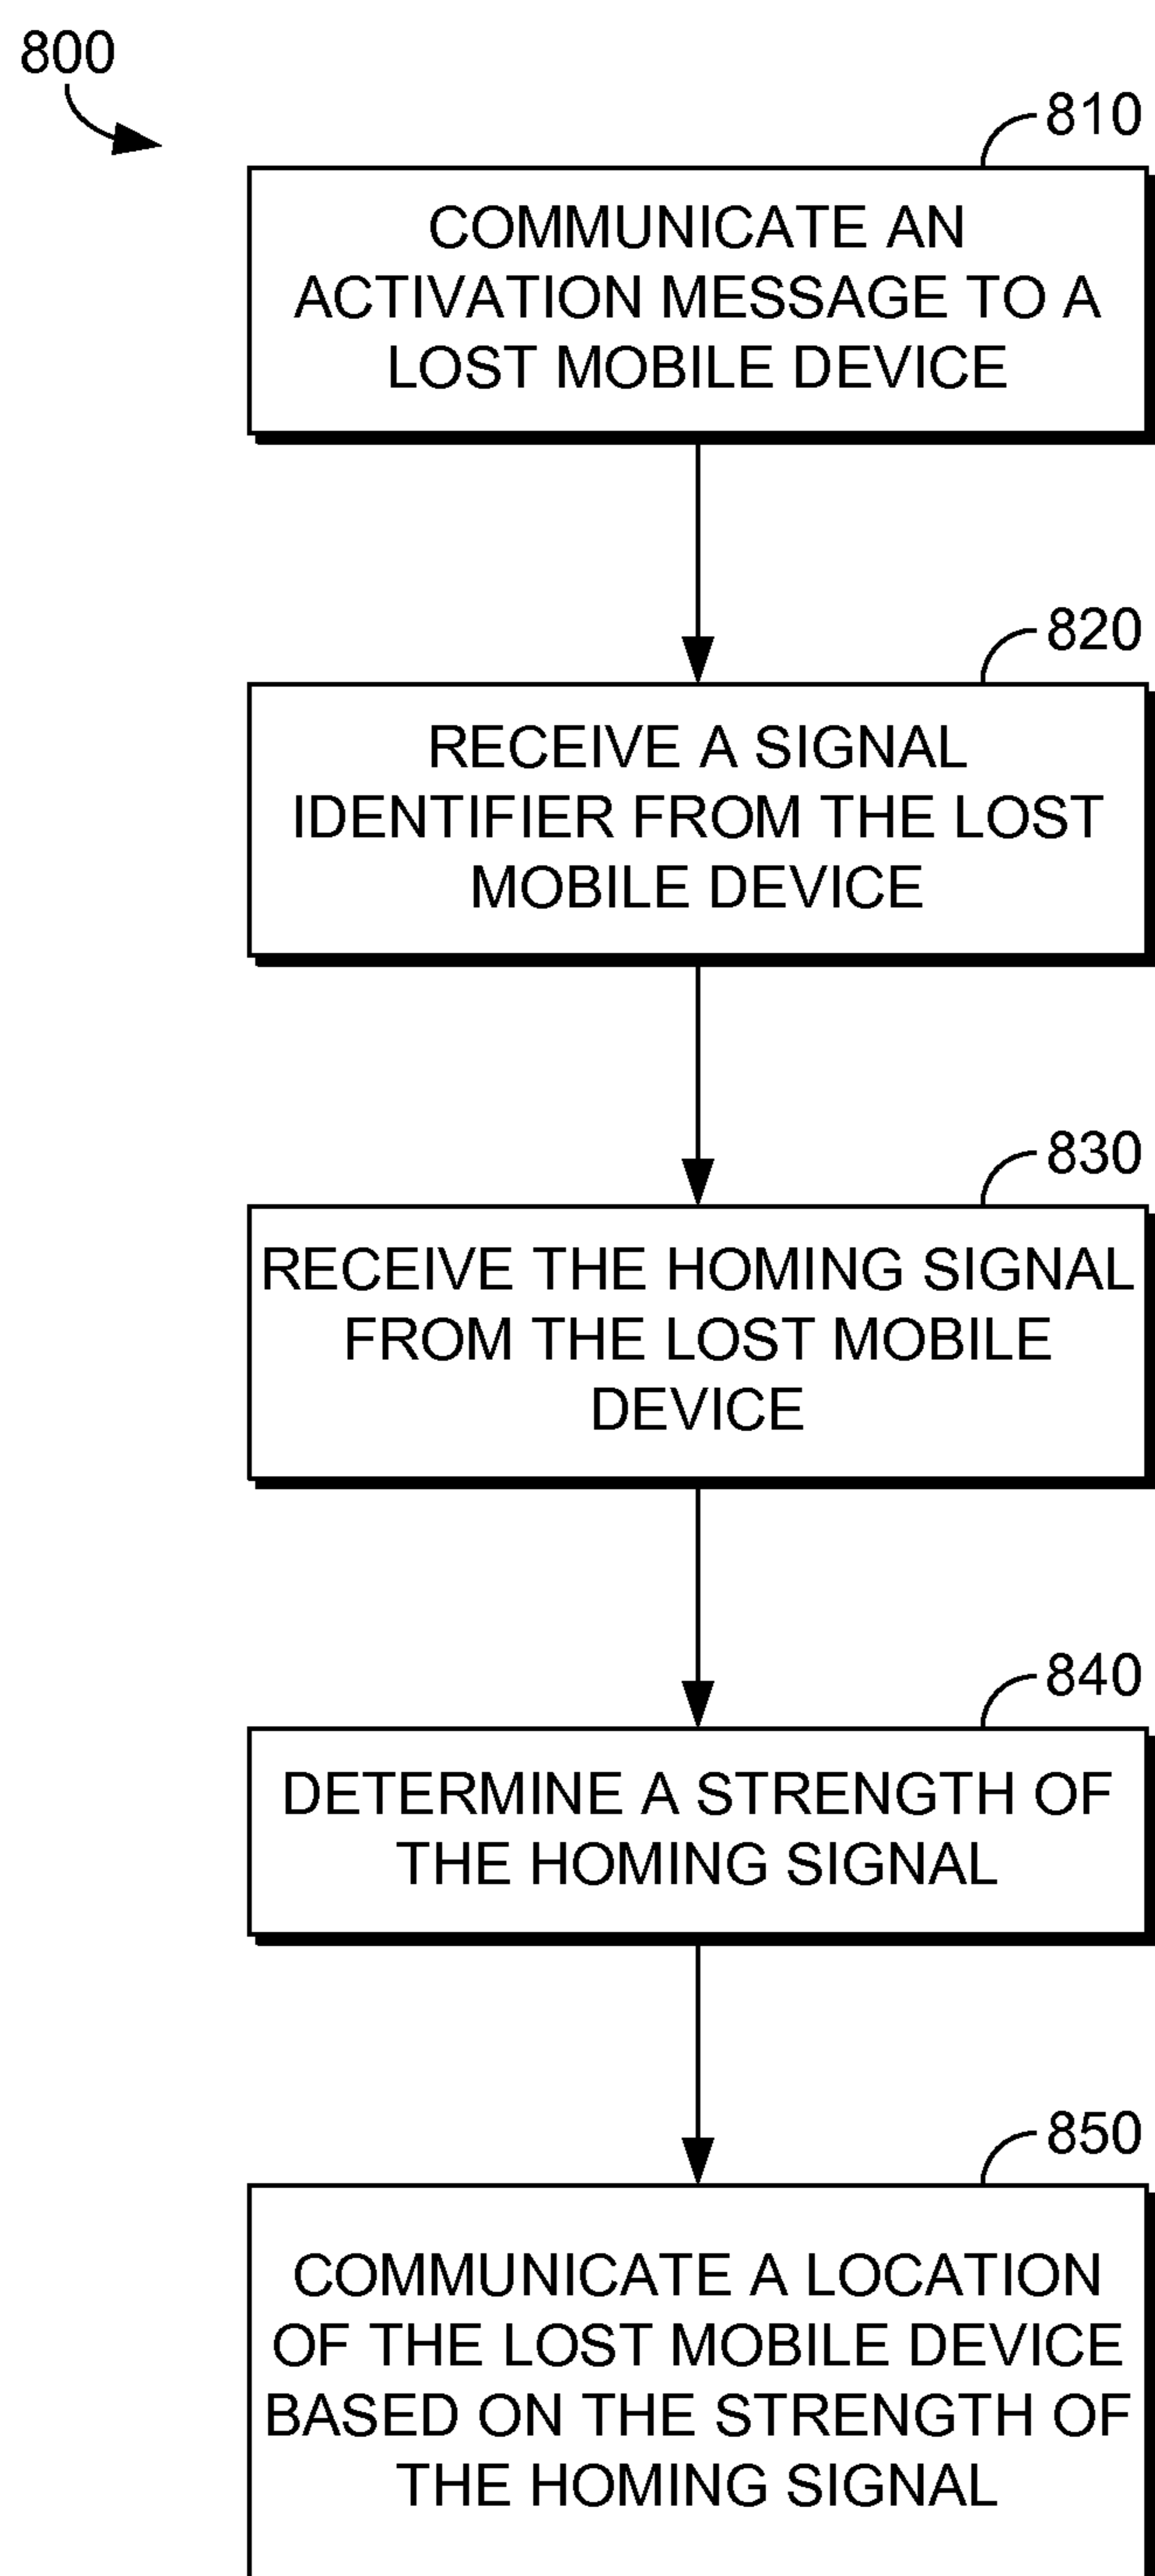 800
810
COMMUNICATE AN
ACTIVATION MESSAGE TO A
LOST MOBILE DEVICE
820
RECEIVE A SIGNAL
IDENTIFIER FROM THE LOST
MOBILE DEVICE
830
RECEIVE THE HOMING SIGNAL
FROM THE LOST MOBILE
DEVICE
840
DETERMINE A STRENGTH OF
THE HOMING SIGNAL
850
COMMUNICATE A LOCATION
OF THE LOST MOBILE DEVICE
BASED ON THE STRENGTH OF
THE HOMING SIGNAL